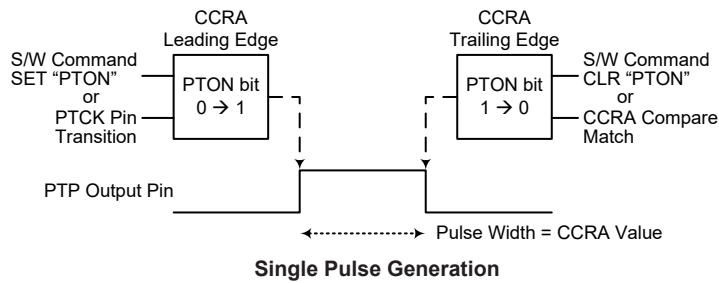 CCRA
Leading Edge
S/W Command
SET “PTON”
or
PTCK Pin
Transition
PTON bit
0 → 1
CCRA
Trailing Edge
PTON bit
1 → 0
S/W Command
CLR “PTON”
or
CCRA Compare
Match
PTP Output Pin
Pulse Width = CCRA Value
Single Pulse Generation